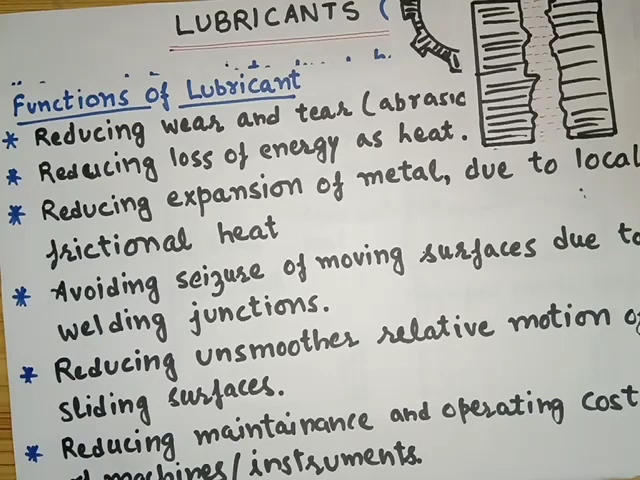 LUBRICANTS (
Functions of Lubricant
* Reducing wear and tear (abrasic
* Reducing loss of energy as heat.
* Reducing expansion of metal, due to local
frictional heat
* Avoiding seizuse of moving surfaces due to
welding junctions.
* Reducing unsmoother relative motion of
sliding surfaces.
* Reducing maintainance and operating cost
of machines/instruments.